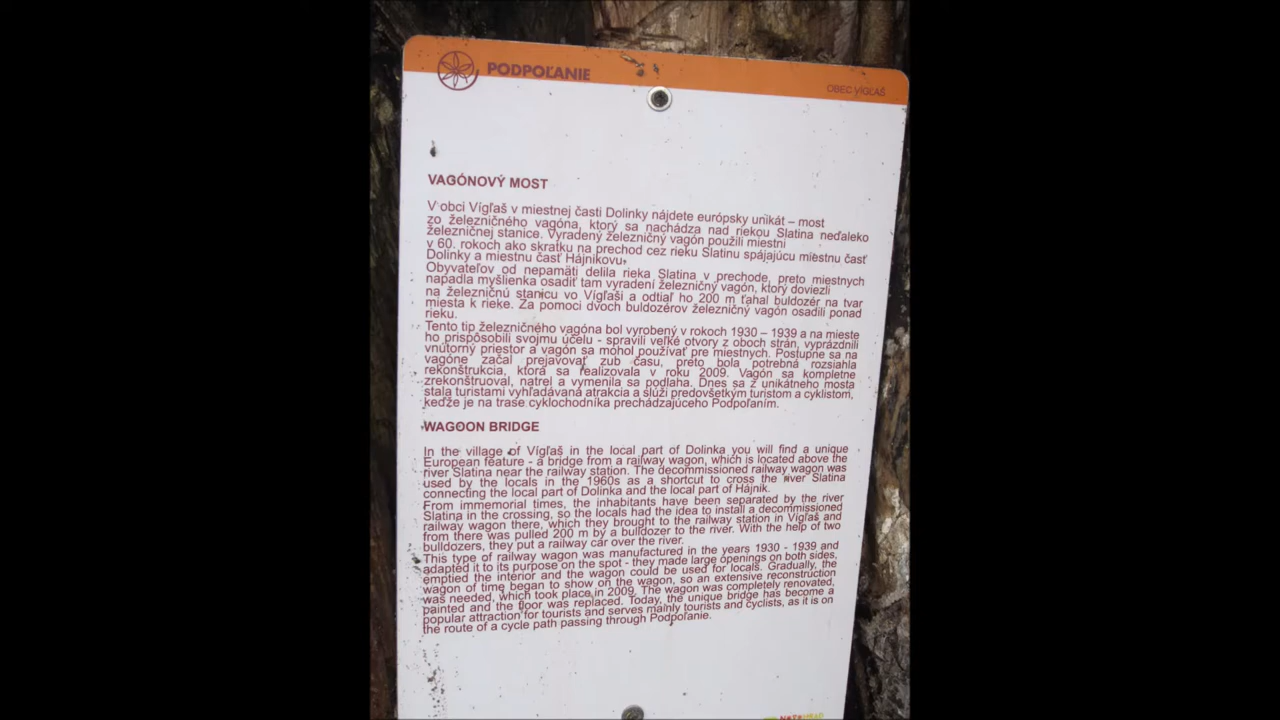 PODPOĽANIE
OBEC VÍGĽAŠ
VAGÓNOVÝ MOST
V obci Vígľaš v miestnej časti Dolinky nájdete európsky unikát – most
zo železničného vagóna, ktorý sa nachádza nad riekou Slatina neďaleko
železničnej stanice. Vyradený železničný vagón použili miestni
v 60. rokoch ako skratku na prechod cez rieku Slatinu spájajúcu miestnu časť
Dolinky a miestnu časť Hájnikovu.
Obyvateľov od nepamäti delila rieka Slatina v prechode, preto miestnych
napadla myšlienka osadiť tam vyradení železničný vagón, ktorý doviezli
na železničnú stanicu vo Vígľaši a odtiaľ ho 200 m ťahal buldozér na tvar
miesta k rieke. Za pomoci dvoch buldozérov železničný vagón osadili ponad
rieku.
Tento tip železničného vagóna bol vyrobený v rokoch 1930 – 1939 a na mieste
ho prispôsobili svojmu účelu - spravili veľké otvory z oboch strán, vyprázdnili
vnútorný priestor a vagón sa mohol používať pre miestnych. Postupne sa na
vagóne začal prejavovať zub času, preto bola potrebná rozsiahla
rekonštrukcia, ktorá sa realizovala v roku 2009. Vagón sa kompletne
zrekonštruoval, natrel a vymenila sa podlaha. Dnes sa z unikátneho mosta
stala turistami vyhľadávaná atrakcia a slúži predovšetkým turistom a cyklistom,
keďže je na trase cyklochodníka prechádzajúceho Podpoľaním.
WAGOON BRIDGE
In the village of Vígľaš in the local part of Dolinka you will find a unique
European feature - a bridge from a railway wagon, which is located above the
river Slatina near the railway station. The decommissioned railway wagon was
used by the locals in the 1960s as a shortcut to cross the river Slatina
connecting the local part of Dolinka and the local part of Hájnik.
From immemorial times, the inhabitants have been separated by the river
Slatina in the crossing, so the locals had the idea to install a decommissioned
railway wagon there, which they brought to the railway station in Vígľaš and
from there was pulled 200 m by a bulldozer to the river. With the help of two
bulldozers, they put a railway car over the river.
This type of railway wagon was manufactured in the years 1930 - 1939 and
adapted it to its purpose on the spot - they made large openings on both sides,
emptied the interior and the wagon could be used for locals. Gradually, the
wagon of time began to show on the wagon, so an extensive reconstruction
was needed, which took place in 2009. The wagon was completely renovated,
painted and the floor was replaced. Today, the unique bridge has become a
popular attraction for tourists and serves mainly tourists and cyclists, as it is on
the route of a cycle path passing through Podpoľanie.